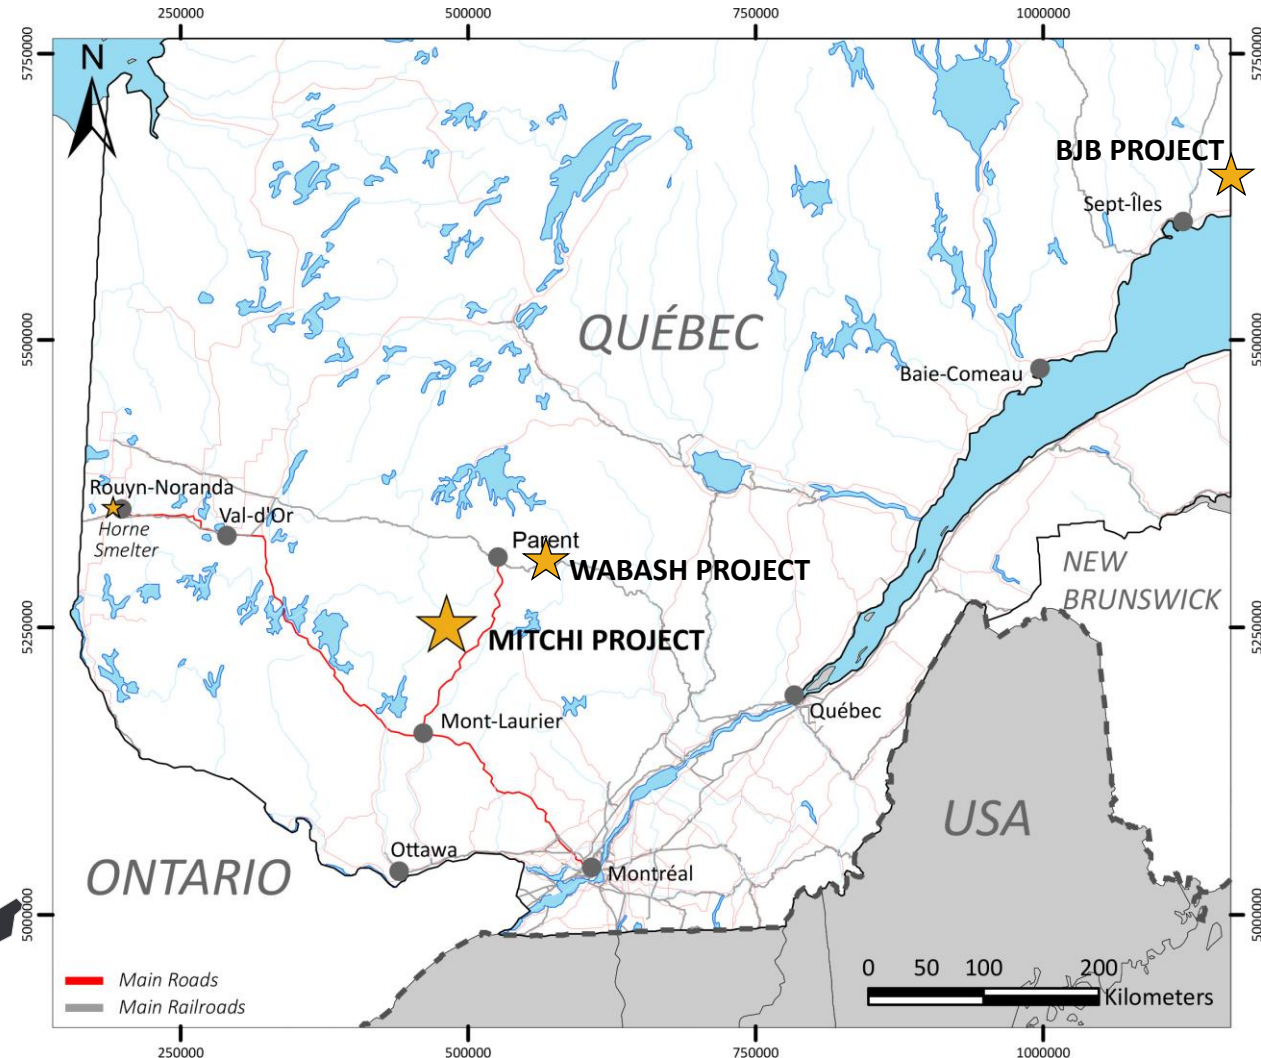 250000
500000
750000
1000000
5750000
5750000
N
BJB PROJECT
Sept-Îles
QUÉBEC
5500000
5500000
Baie-Comeau
Rouyn-Noranda
Horne
Smelter
Val-d'Or
Parent
WABASH PROJECT
NEW
BRUNSWICK
5250000
5250000
MITCHI PROJECT
Mont-Laurier
Québec
USA
Ottawa
ONTARIO
Montréal
5000000
5000000
Main Roads
Main Railroads
0 50 100 200
Kilometers
250000
500000
750000
1000000